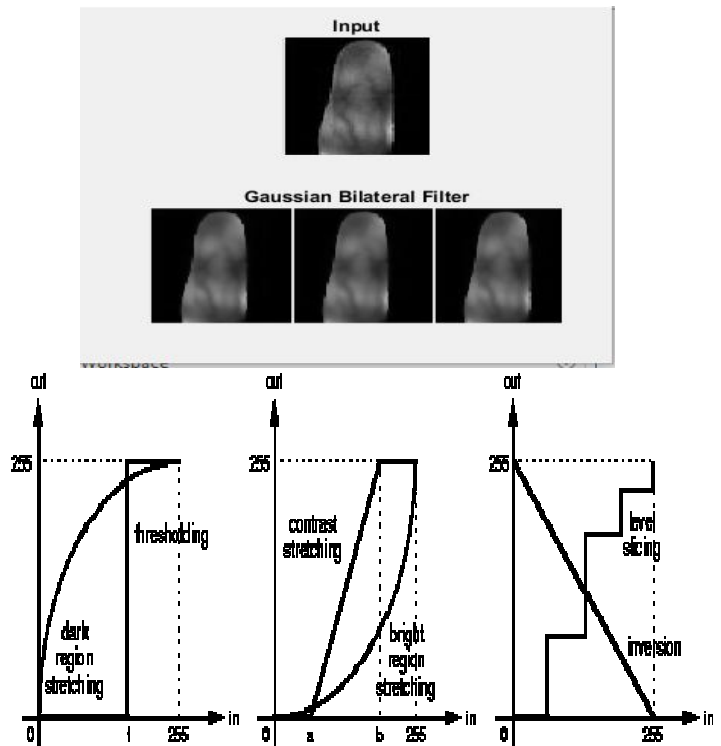 Input
Gaussian Bilateral Filter
Workspace
out
255
thresholding
dark
region
stretching
0
t
255
in
out
contrast
stretching
bright
region
stretching
0
a
b
255
in
out
255
level
slicing
inversion
0
255
in